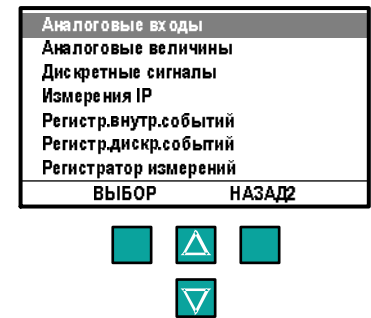 Аналоговые входы
Аналоговые величины
Дискретные сигналы
Измерения IP
Регистр.внутр.событий
Регистр.дискр.событий
Регистратор измерений
ВЫБОР НАЗАД2